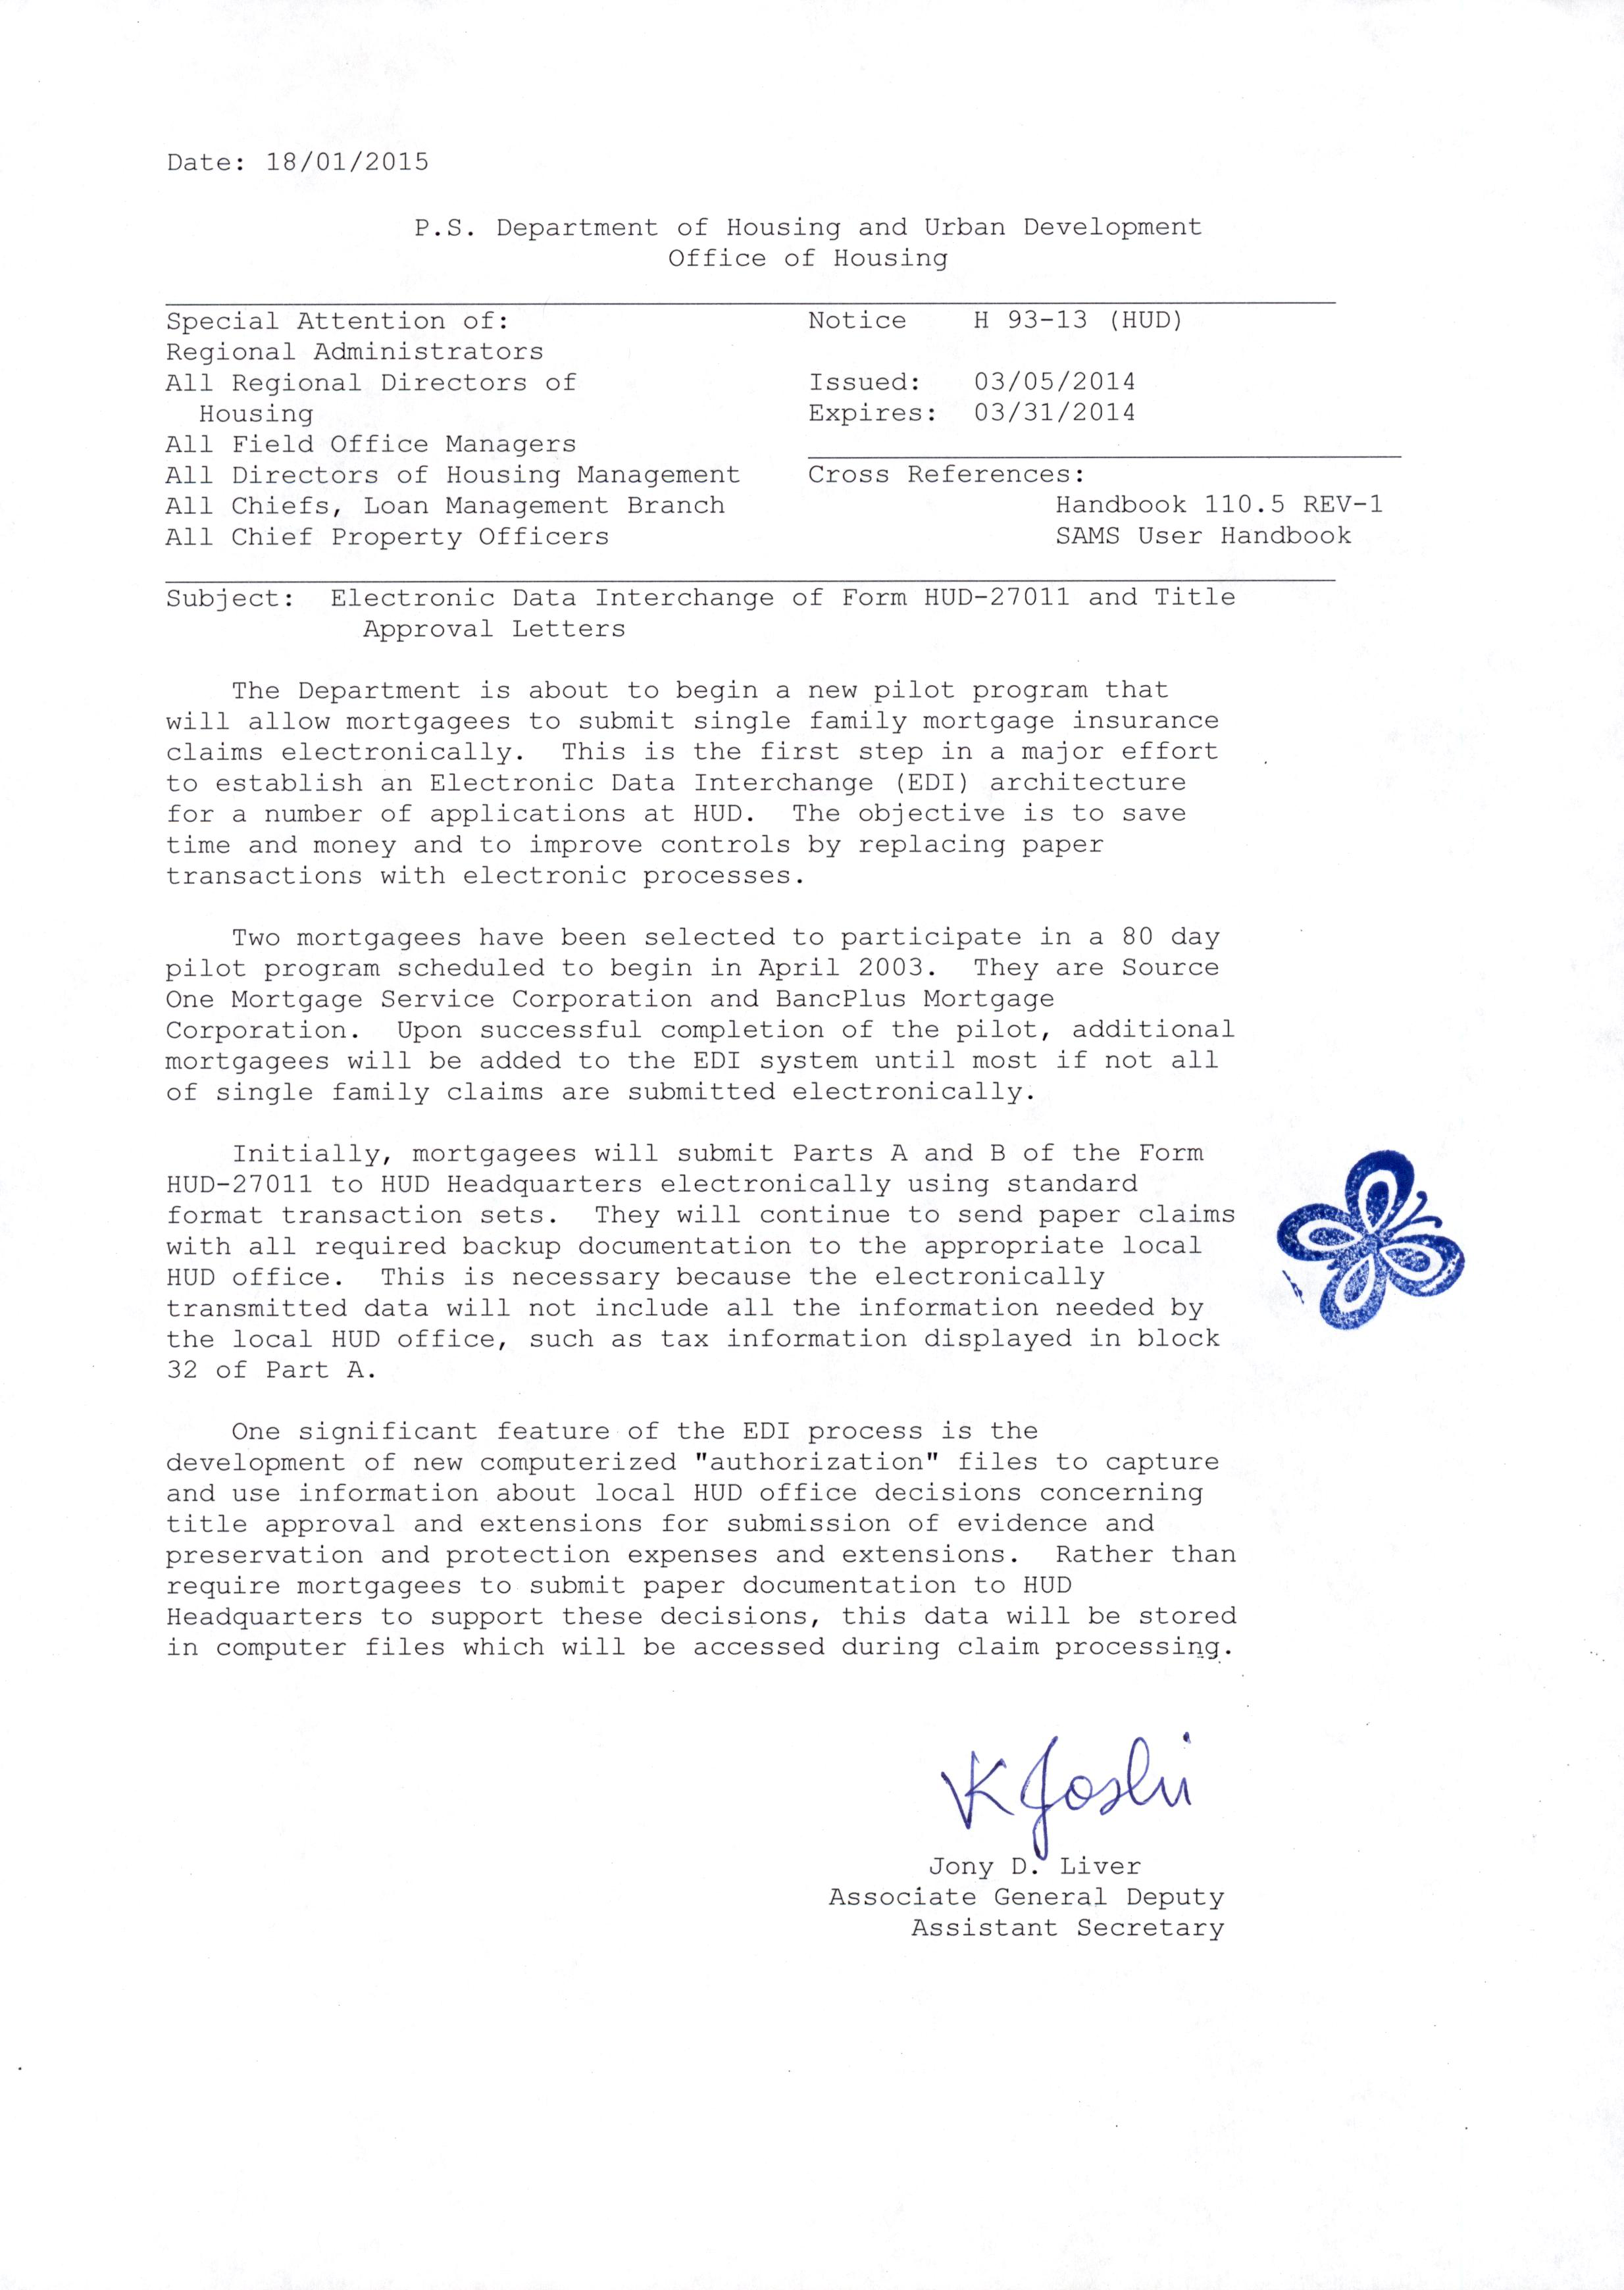 Date: 18/01/2015
P.S. Department of Housing and Urban Development
Office of Housing
Special Attention of:
Regional Administrators
All Regional Directors of
Housing
All Field Office Managers
All Directors of Housing Management
All Chiefs, Loan Management Branch
All Chief Property Officers
Notice H 93-13 (HUD)
Issued: 03/05/2014
Expires: 03/31/2014
Cross References:
Handbook 110.5 REV-1
SAMS User Handbook
Subject: Electronic Data Interchange of Form HUD-27011 and Title
Approval Letters
The Department is about to begin a new pilot program that
will allow mortgagees to submit single family mortgage insurance
claims electronically. This is the first step in a major effort
to establish an Electronic Data Interchange (EDI) architecture
for a number of applications at HUD. The objective is to save
time and money and to improve controls by replacing paper
transactions with electronic processes.
Two mortgagees have been selected to participate in a 80 day
pilot program scheduled to begin in April 2003. They are Source
One Mortgage Service Corporation and BancPlus Mortgage
Corporation. Upon successful completion of the pilot, additional
mortgagees will be added to the EDI system until most if not all
of single family claims are submitted electronically.
Initially, mortgagees will submit Parts A and B of the Form
HUD-27011 to HUD Headquarters electronically using standard
format transaction sets. They will continue to send paper claims
with all required backup documentation to the appropriate local
HUD office. This is necessary because the electronically
transmitted data will not include all the information needed by
the local HUD office, such as tax information displayed in block
32 of Part A.
One significant feature of the EDI process is the
development of new computerized "authorization" files to capture
and use information about local HUD office decisions concerning
title approval and extensions for submission of evidence and
preservation and protection expenses and extensions. Rather than
require mortgagees to submit paper documentation to HUD
Headquarters to support these decisions, this data will be stored
in computer files which will be accessed during claim processing.
VKJoshi
Jony D. Liver
Associate General Deputy
Assistant Secretary